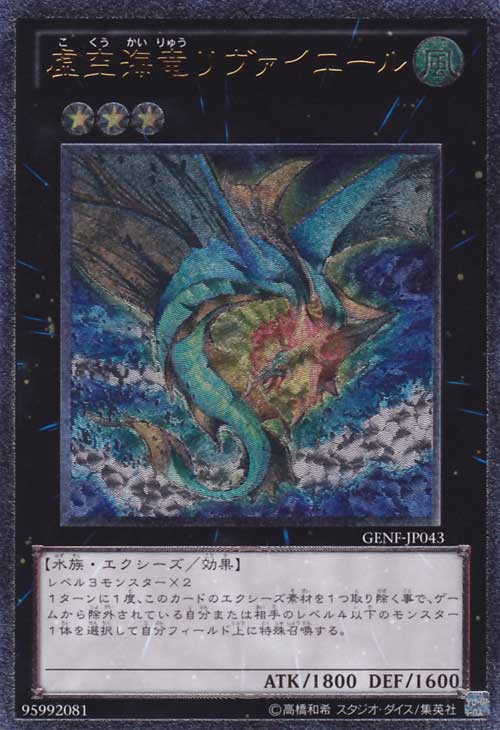 こくうかいりゅう
虚空海竜リヴァイエール
風
GENF-JP043
【水族・エクシーズ/効果】
レベル3モンスター×2
1ターンに1度、このカードのエクシーズ素材を1つ取り除く事で、ゲー
ムから除外されている自分または相手のレベル4以下のモンスター
1体を選択して自分フィールド上に特殊召喚する。
ATK/1800 DEF/1600
95992081
©高橋和希 スタジオ・ダイス/集英社